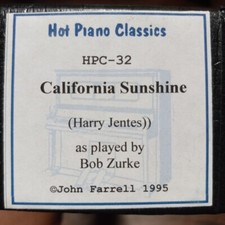 Hot Piano Classics
HPC-32
California Sunshine
(Harry Jentes))
as played by
Bob Zurke
©John Farrell 1995